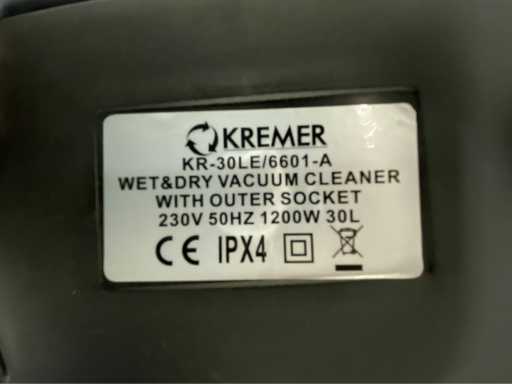 KREMER
KR-30LE/6601-A
WET&DRY VACUUM CLEANER
WITH OUTER SOCKET
230V 50HZ 1200W 30L
CE IPX4